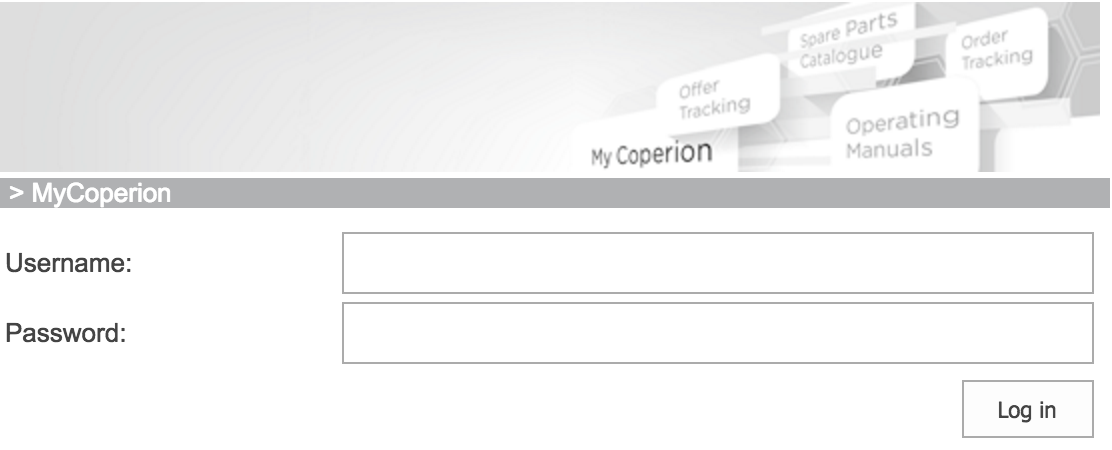 Spare Parts
Catalogue
Order
Tracking
Offer
Tracking
Operating
Manuals
My Coperion
> MyCoperion
Username:
Password:
Log in